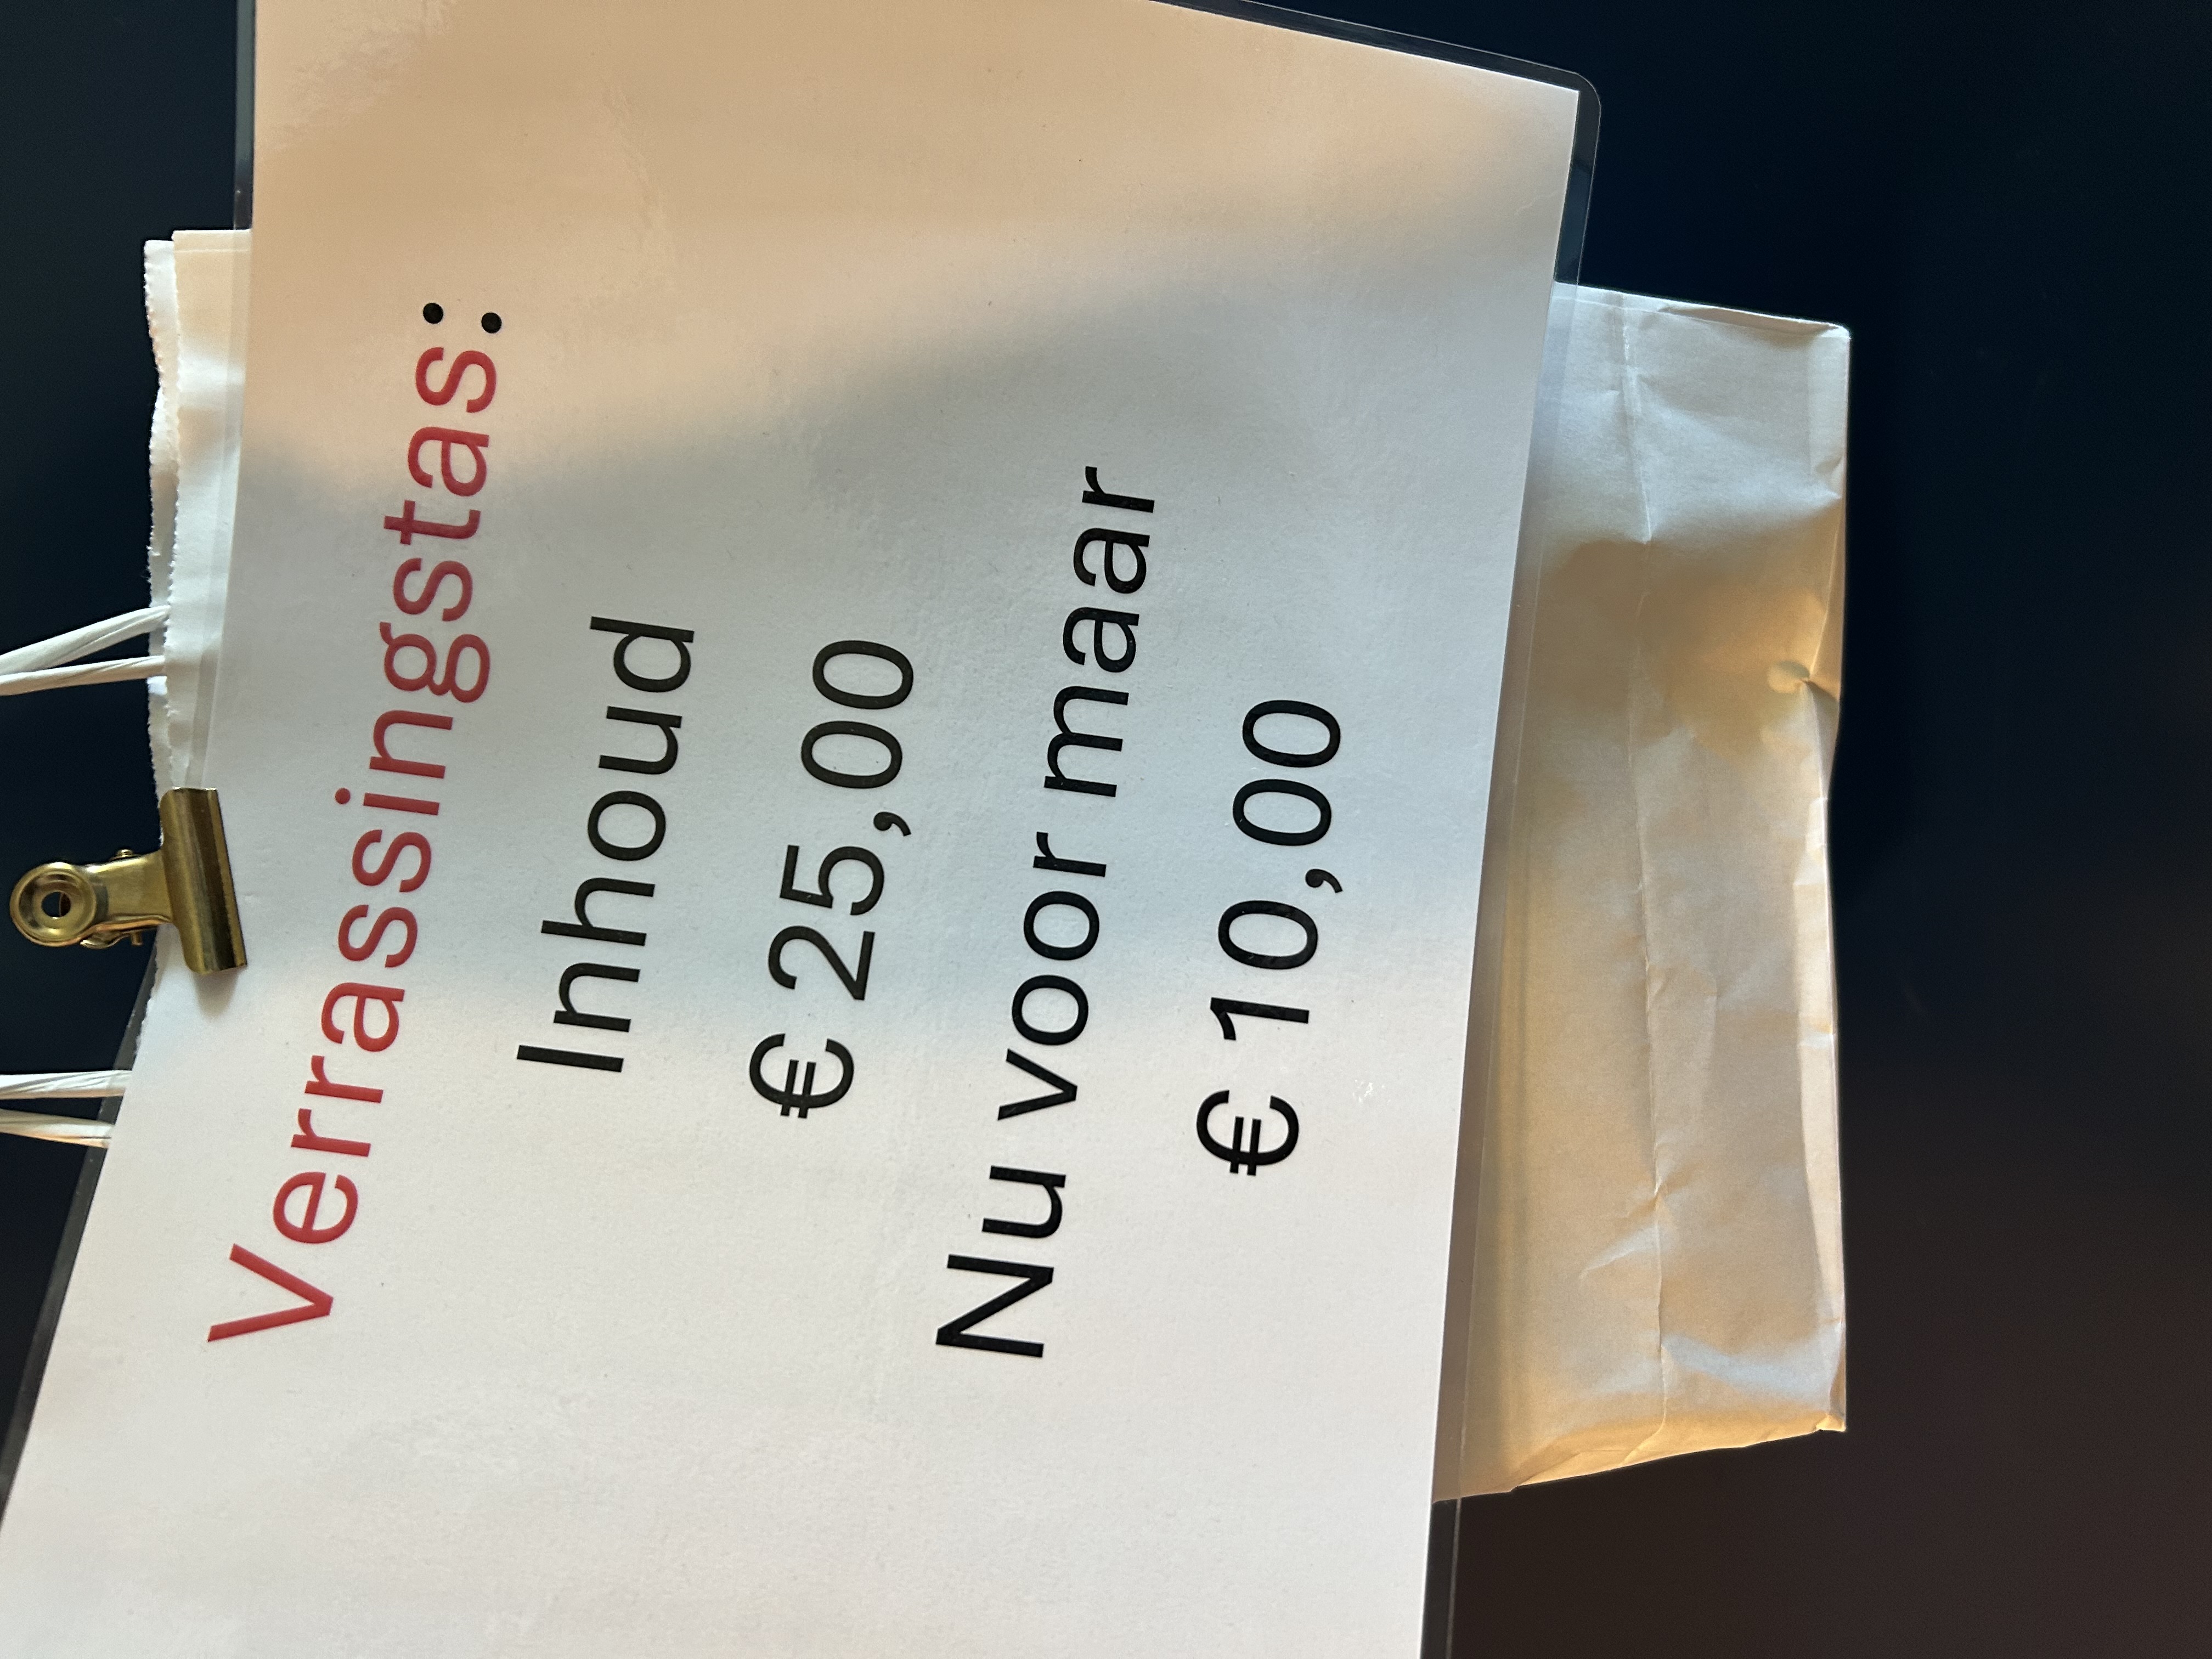 Verrassingstas:
Inhoud
€ 25,00
Nu voor maar
€ 10,00